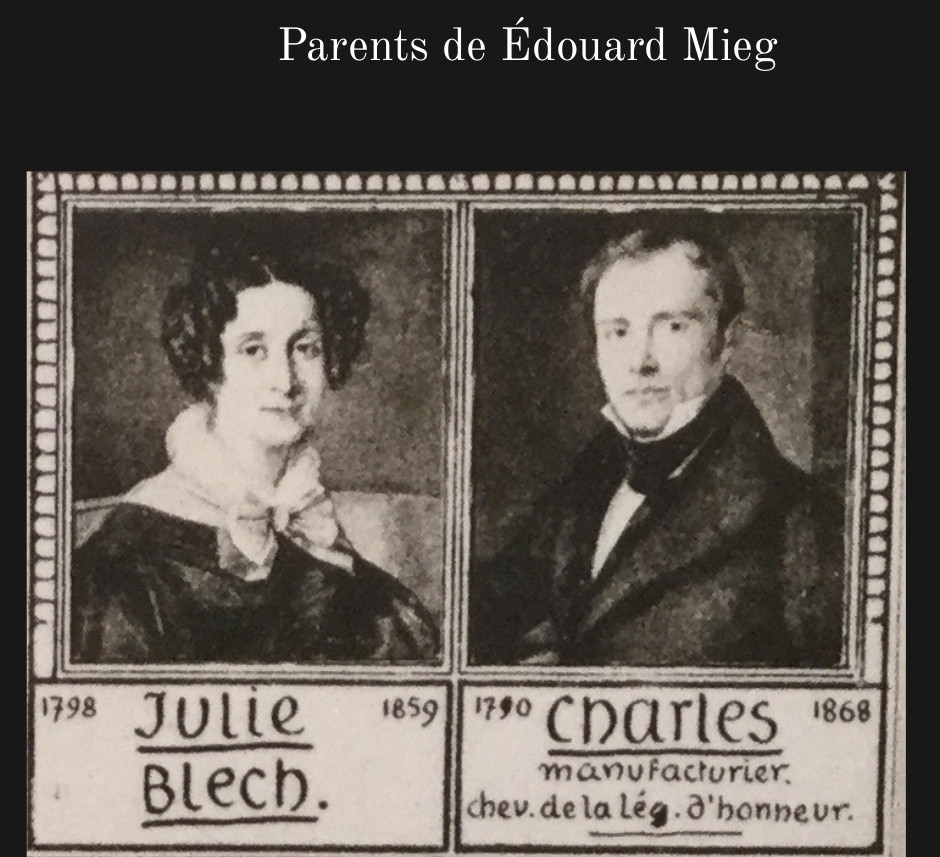 Parents de Édouard Mieg
1798 Julie 1859
Blech.
1790 Charles 1868
manufacturier.
chev. de la lég. d'honneur.